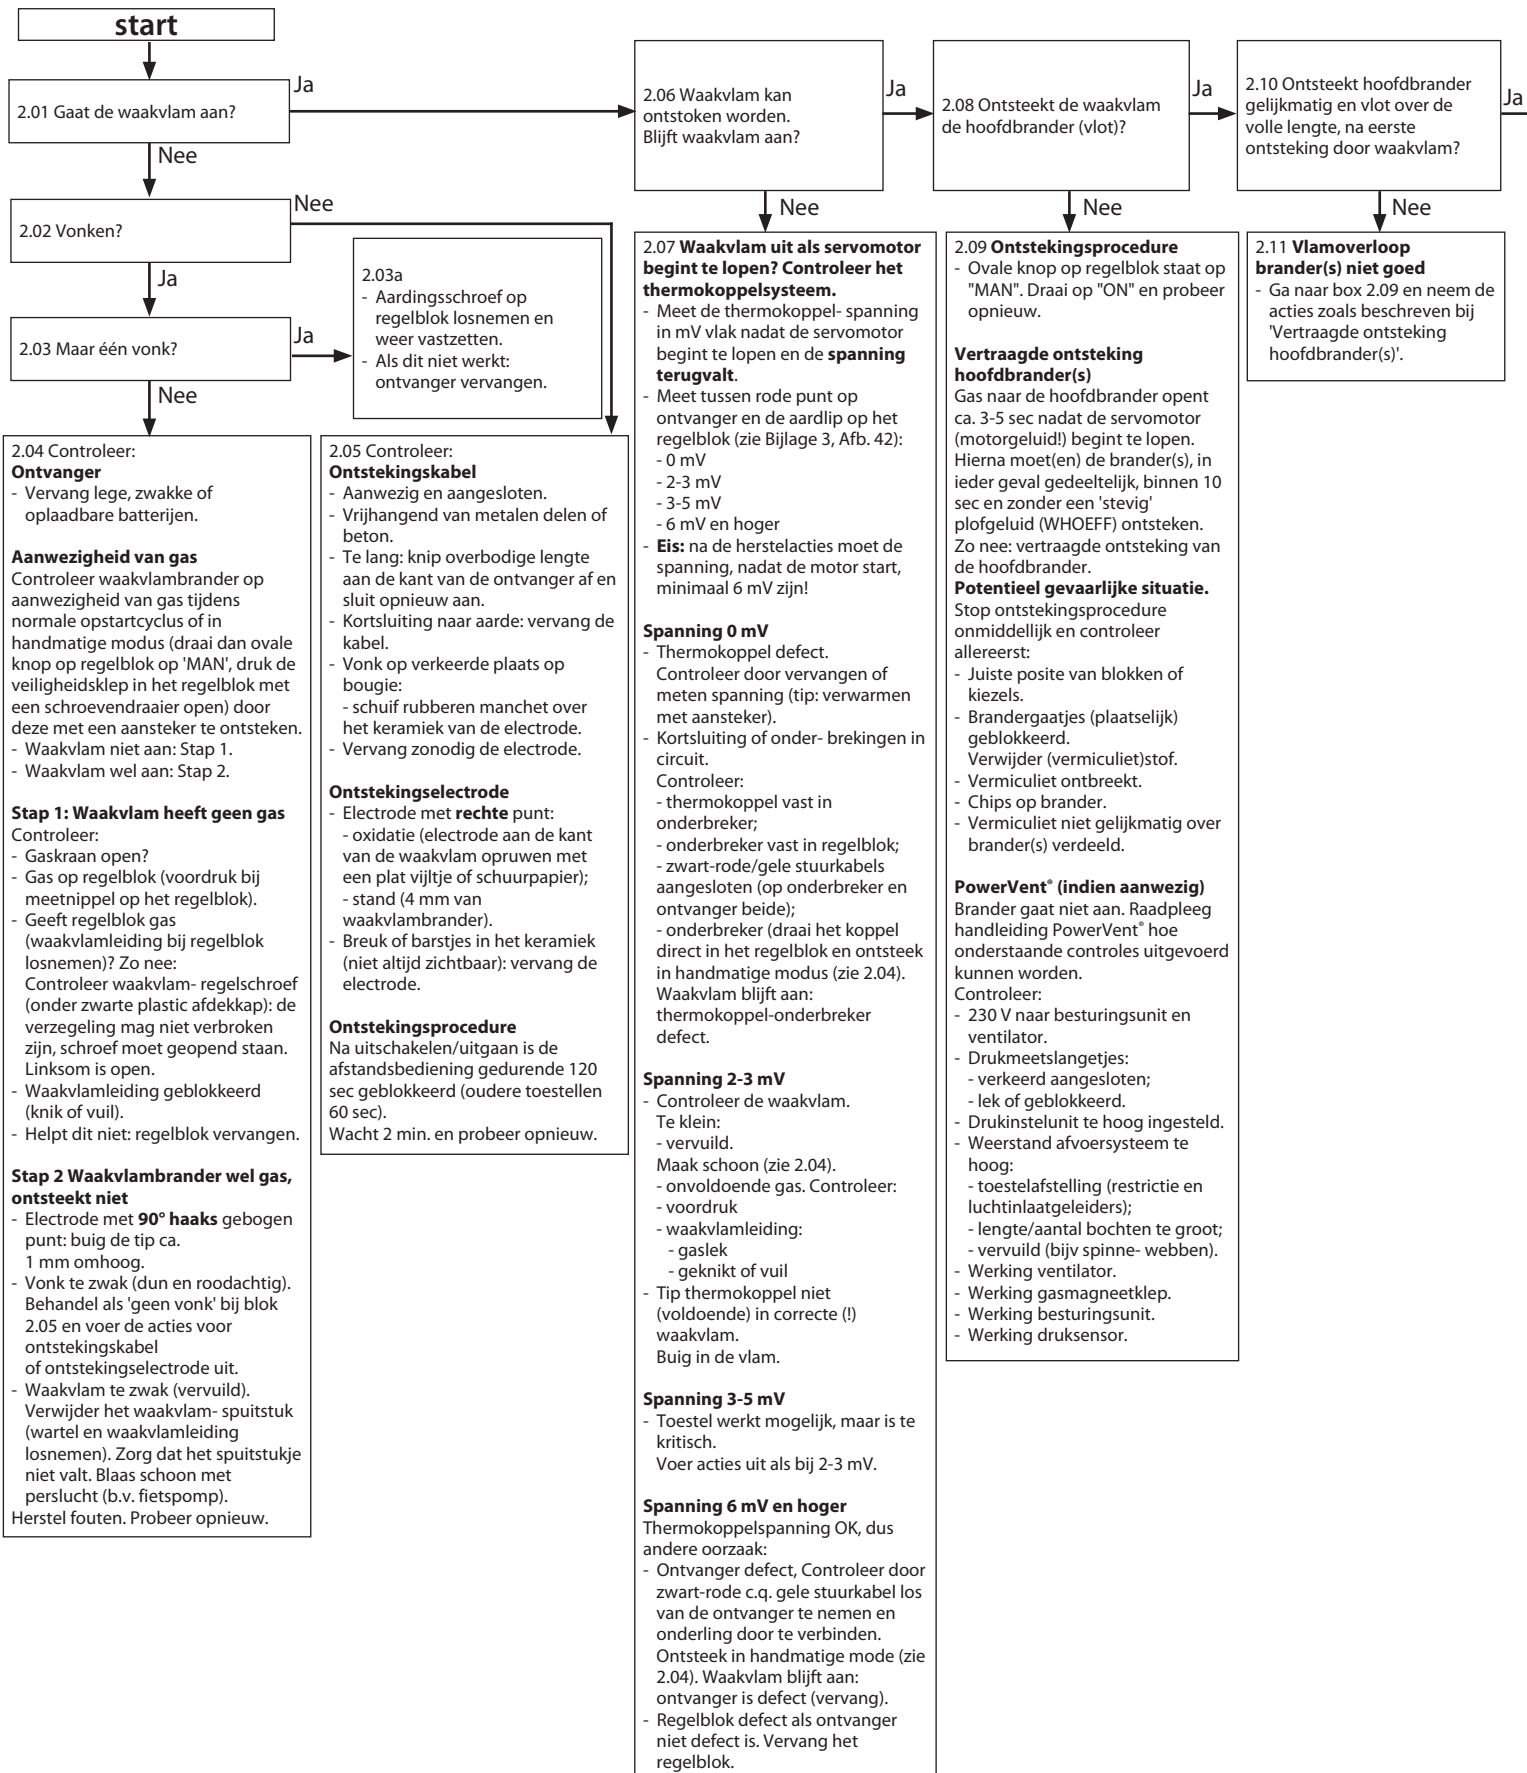 start
2.01 Gaat de waakvlam aan?
Ja
Nee
2.02 Vonken?
Nee
Ja
2.03 Maar één vonk?
Ja
Nee
2.03a
- Aardingsschroef op
regelblok losnemen en
weer vastzetten.
- Als dit niet werkt:
ontvanger vervangen.
2.04 Controleer:
Ontvanger
- Vervang lege, zwakke of
oplaadbare batterijen.
Aanwezigheid van gas
Controleer waakvlambrander op
aanwezigheid van gas tijdens
normale opstartcyclus of in
handmatige modus (draai dan ovale
knop op regelblok op 'MAN', druk de
veiligheidsklep in het regelblok met
een schroevendraaier open) door
deze met een aansteker te ontsteken.
- Waakvlam niet aan: Stap 1.
- Waakvlam wel aan: Stap 2.
Stap 1: Waakvlam heeft geen gas
Controleer:
- Gaskraan open?
- Gas op regelblok (voordruk bij
meetnippel op het regelblok).
- Geeft regelblok gas
(waakvlamleiding bij regelblok
losnemen)? Zo nee:
Controleer waakvlam- regelschroef
(onder zwarte plastic afdekkap): de
verzegeling mag niet verbroken
zijn, schroef moet geopend staan.
Linksom is open.
- Waakvlamleiding geblokkeerd
(knik of vuil).
- Helpt dit niet: regelblok vervangen.
Stap 2 Waakvlambrander wel gas,
ontsteekt niet
- Electrode met 90° haaks gebogen
punt: buig de tip ca.
1 mm omhoog.
- Vonk te zwak (dun en roodachtig).
Behandel als 'geen vonk' bij blok
2.05 en voer de acties voor
ontstekingskabel
of ontstekingselectrode uit.
- Waakvlam te zwak (vervuild).
Verwijder het waakvlam- spuitstuk
(wartel en waakvlamleiding
losnemen). Zorg dat het spuitstukje
niet valt. Blaas schoon met
perslucht (b.v. fietspomp).
Herstel fouten. Probeer opnieuw.
2.05 Controleer:
Ontstekingskabel
- Aanwezig en aangesloten.
- Vrijhangend van metalen delen of
beton.
- Te lang: knip overbodige lengte
aan de kant van de ontvanger af en
sluit opnieuw aan.
- Kortsluiting naar aarde: vervang de
kabel.
- Vonk op verkeerde plaats op
bougie:
- schuif rubberen manchet over
het keramiek van de electrode.
- Vervang zonodig de electrode.
Ontstekingselectrode
- Electrode met rechte punt:
- oxidatie (electrode aan de kant
van de waakvlam opruwen met
een plat vijltje of schuurpapier);
- stand (4 mm van
waakvlambrander).
- Breuk of barstjes in het keramiek
(niet altijd zichtbaar): vervang de
electrode.
Ontstekingsprocedure
Na uitschakelen/uitgaan is de
afstandsbediening gedurende 120
sec geblokkeerd (oudere toestellen
60 sec).
Wacht 2 min. en probeer opnieuw.
2.06 Waakvlam kan
ontstoken worden.
Blijft waakvlam aan?
Ja
Nee
2.07 Waakvlam uit als servomotor
begint te lopen? Controleer het
thermokoppelsysteem.
- Meet de thermokoppel- spanning
in mV vlak nadat de servomotor
begint te lopen en de spanning
terugvalt.
- Meet tussen rode punt op
ontvanger en de aardlip op het
regelblok (zie Bijlage 3, Afb. 42):
- 0 mV
- 2-3 mV
- 3-5 mV
- 6 mV en hoger
- Eis: na de herstelacties moet de
spanning, nadat de motor start,
minimaal 6 mV zijn!
Spanning 0 mV
- Thermokoppel defect.
Controleer door vervangen of
meten spanning (tip: verwarmen
met aansteker).
- Kortsluiting of onder- brekingen in
circuit.
Controleer:
- thermokoppel vast in
onderbreker;
- onderbreker vast in regelblok;
- zwart-rode/gele stuurkabels
aangesloten (op onderbreker en
ontvanger beide);
- onderbreker (draai het koppel
direct in het regelblok en ontsteek
in handmatige modus (zie 2.04).
Waakvlam blijft aan:
thermokoppel-onderbreker
defect.
Spanning 2-3 mV
- Controleer de waakvlam.
Te klein:
- vervuild.
Maak schoon (zie 2.04).
- onvoldoende gas. Controleer:
- voordruk
- waakvlamleiding:
- gaslek
- geknikt of vuil
- Tip thermokoppel niet
(voldoende) in correcte (!)
waakvlam.
Buig in de vlam.
Spanning 3-5 mV
- Toestel werkt mogelijk, maar is te
kritisch.
Voer acties uit als bij 2-3 mV.
Spanning 6 mV en hoger
Thermokoppelspanning OK, dus
andere oorzaak:
- Ontvanger defect, Controleer door
zwart-rode c.q. gele stuurkabel los
van de ontvanger te nemen en
onderling door te verbinden.
Ontsteek in handmatige mode (zie
2.04). Waakvlam blijft aan:
ontvanger is defect (vervang).
- Regelblok defect als ontvanger
niet defect is. Vervang het
regelblok.
2.08 Ontsteekt de waakvlam
de hoofdbrander (vlot)?
Ja
Nee
2.09 Ontstekingsprocedure
- Ovale knop op regelblok staat op
"MAN". Draai op "ON" en probeer
opnieuw.
Vertraagde ontsteking
hoofdbrander(s)
Gas naar de hoofdbrander opent
ca. 3-5 sec nadat de servomotor
(motorgeluid!) begint te lopen.
Hierna moet(en) de brander(s), in
ieder geval gedeeltelijk, binnen 10
sec en zonder een 'stevig'
plofgeluid (WHOEFF) ontsteken.
Zo nee: vertraagde ontsteking van
de hoofdbrander.
Potentieel gevaarlijke situatie.
Stop ontstekingsprocedure
onmiddellijk en controleer
allereerst:
- Juiste posite van blokken of
kiezels.
- Brandergaatjes (plaatselijk)
geblokkeerd.
Verwijder (vermiculiet)stof.
- Vermiculiet ontbreekt.
- Chips op brander.
- Vermiculiet niet gelijkmatig over
brander(s) verdeeld.
PowerVent® (indien aanwezig)
Brander gaat niet aan. Raadpleeg
handleiding PowerVent® hoe
onderstaande controles uitgevoerd
kunnen worden.
Controleer:
- 230 V naar besturingsunit en
ventilator.
- Drukmeetslangetjes:
- verkeerd aangesloten;
- lek of geblokkeerd.
- Drukinstelunit te hoog ingesteld.
- Weerstand afvoersysteem te
hoog:
- toestelafstelling (restrictie en
luchtinlaatgeleiders);
- lengte/aantal bochten te groot;
- vervuild (bijv spinne- webben).
- Werking ventilator.
- Werking gasmagneetklep.
- Werking besturingsunit.
- Werking druksensor.
2.10 Ontsteekt hoofdbrander
gelijkmatig en vlot over de
volle lengte, na eerste
ontsteking door waakvlam?
Ja
Nee
2.11 Vlamoverloop
brander(s) niet goed
- Ga naar box 2.09 en neem de
acties zoals beschreven bij
'Vertraagde ontsteking
hoofdbrander(s)'.